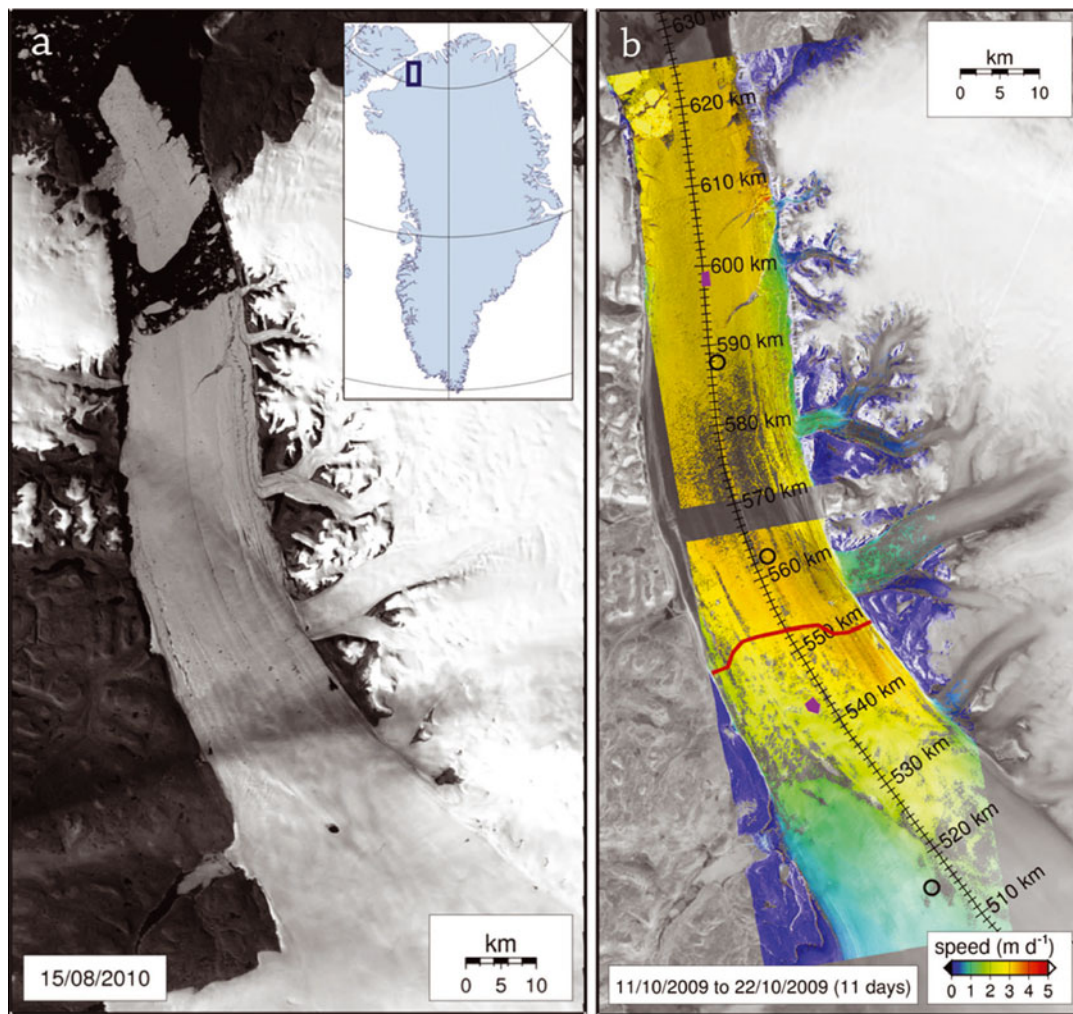 a
km
0 5 10
15/08/2010
b
km
0 5 10
630 km
620 km
610 km
600 km
590 km
580 km
570 km
560 km
550 km
540 km
530 km
520 km
510 km
11/10/2009 to 22/10/2009 (11 days)
speed (m d⁻¹)
0 1 2 3 4 5